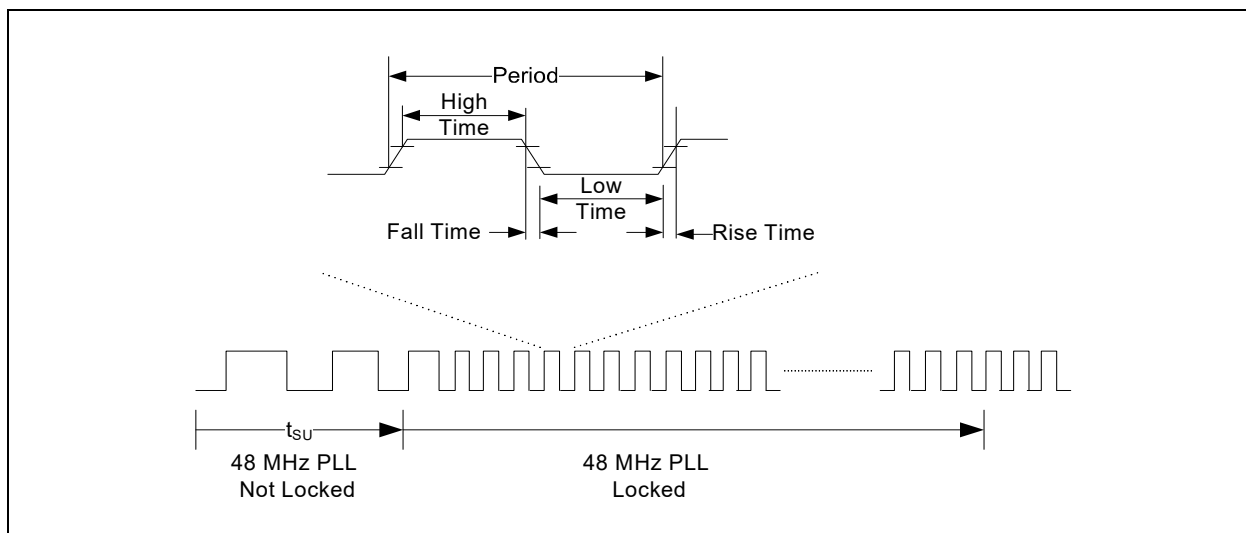 Period
High
Time
Low
Time
Fall Time
Rise Time
tSU
48 MHz PLL
Not Locked
48 MHz PLL
Locked